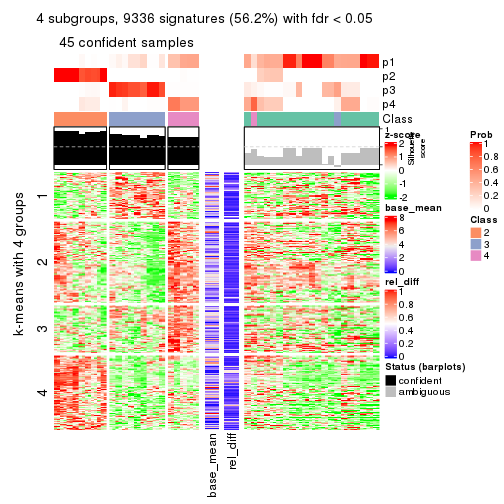 4 subgroups, 9336 signatures (56.2%) with fdr < 0.05
45 confident samples
p1
p2
p3
p4
Class
1
Silhouette
score
k-means with 4 groups
1
2
3
4
base_mean
rel_diff
z-score
2
1
0
-1
-2
base_mean
8
6
4
2
0
rel_diff
1
0.8
0.6
0.4
0.2
0
Status (barplots)
confident
ambiguous
Prob
1
0.8
0.6
0.4
0.2
0
Class
2
3
4